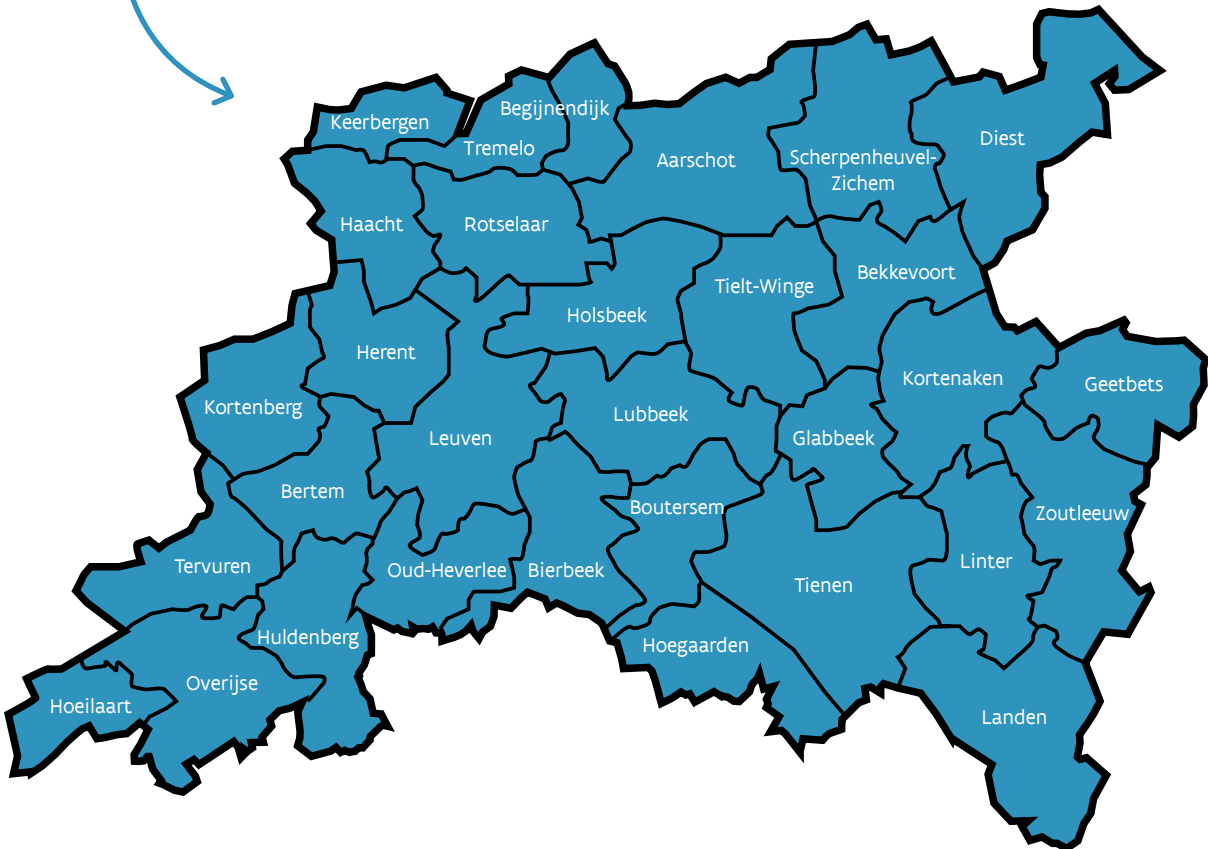 Begijnendijk
Keerbergen
Tremelo
Aarschot
Scherpenheuvel-
Zichem
Diest
Haacht
Rotselaar
Bekkevoort
Tielt-Winge
Holsbeek
Herent
Kortenaken
Geetbets
Kortenberg
Lubbeek
Leuven
Glabbeek
Bertem
Boutersem
Zoutleeuw
Linter
Tervuren
Oud-Heverlee
Bierbeek
Tienen
Huldenberg
Hoegaarden
Overijse
Hoeilaart
Landen